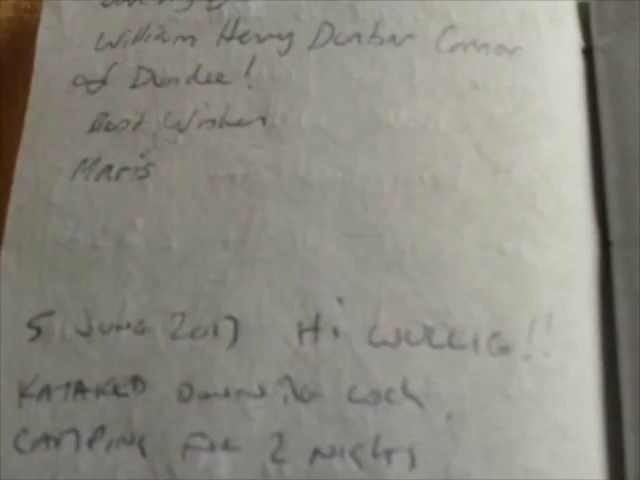 William Henry Dunbar Connor
of Dundee!
Best Wishes
Maris
5 JUNE 2017 Hi WULLIE!!
KAYAKED DOWN THE LOCH
CAMPING FOR 2 NIGHTS